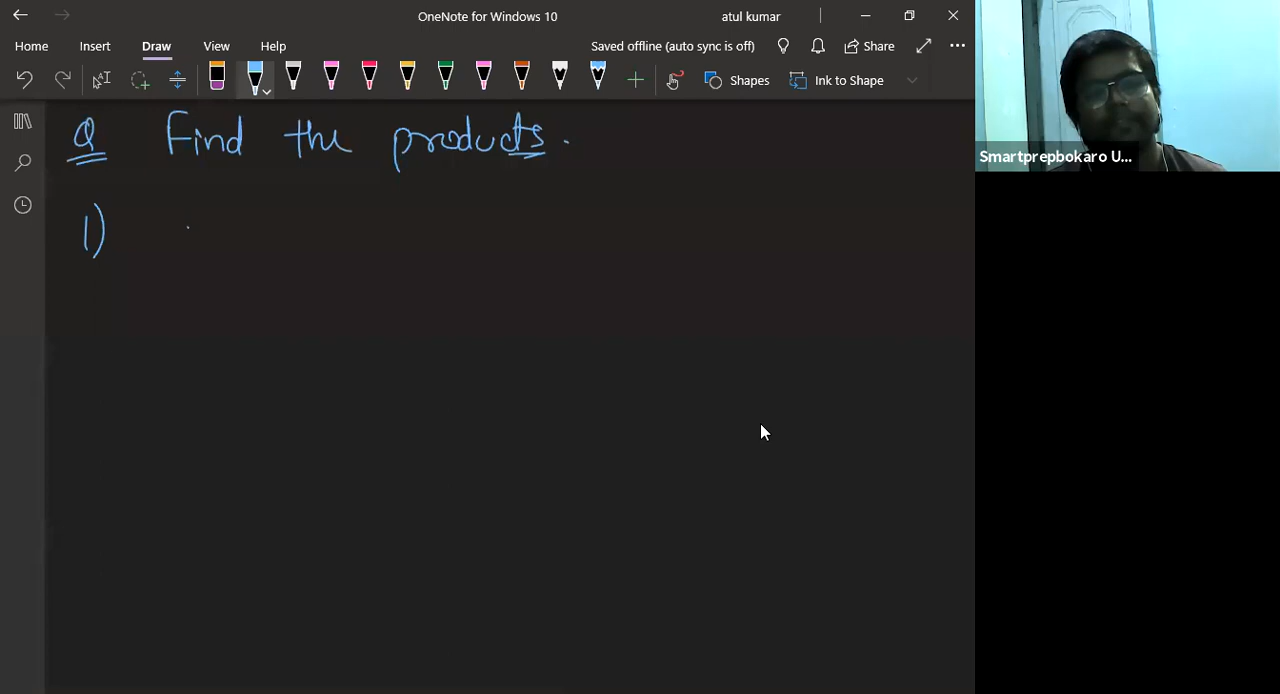 OneNote for Windows 10
atul kumar
Home Insert Draw View Help
Saved offline (auto sync is off)
Share
Shapes
Ink to Shape
Q Find the products.
1)
Smartprepbokaro U...